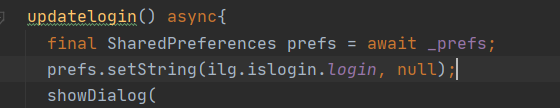 updatelogin() async{
final SharedPreferences prefs = await _prefs;
prefs.setString(ilg.islogin.login, null);
showDialog(